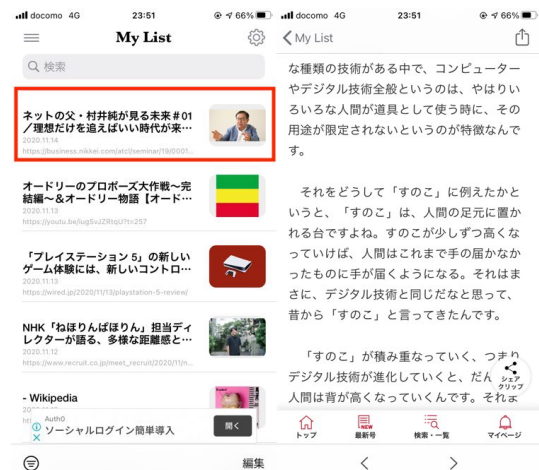 docomo 4G 23:51 66%
My List
検索
ネットの父・村井純が見る未来#01
／理想だけを追えばいい時代が来…
2020.11.14
https://business.nikkei.com/atcl/seminar/19/0001...
オードリーのプロポーズ大作戦〜完
結編〜＆オードリー物語【オード…
2020.11.13
https://youtu.be/iug5vJZRtqU?t=257
「プレイステーション 5」の新しい
ゲーム体験には、新しいコントロ…
2020.11.13
https://wired.jp/2020/11/13/playstation-5-review/
NHK「ねほりんぱほりん」担当ディ
レクターが語る、多様な距離感と…
2020.11.12
https://www.recruit.co.jp/meet_recruit/2020/11/n...
- Wikipedia
Auth0
ソーシャルログイン簡単導入
開く
編集
docomo 4G 23:51 66%
My List
な種類の技術がある中で、コンピューター
やデジタル技術全般というのは、やはりい
ろいろな人間が道具として使う時に、その
用途が限定されないというのが特徴なんで
す。
それをどうして「すのこ」に例えたかと
いうと、「すのこ」は、人間の足元に置か
れる台ですよね。すのこが少しずつ高くな
っていけば、人間はこれまで手の届かなか
ったものに手が届くようになる。それはま
さに、デジタル技術と同じだなと思って、
昔から「すのこ」と言ってきたんです。
「すのこ」が積み重なっていく、つまり
デジタル技術が進化していくと、だん
人間は背が高くなっていくんです。それま
シェア
クリップ
トップ
NEW
最新号
検索・一覧
マイページ